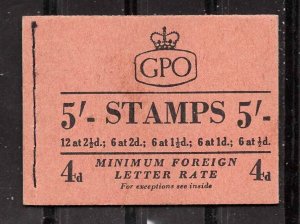 GPO
5/- STAMPS 5/-
12 at 2½d.; 6 at 2d.; 6 at 1½d.; 6 at 1d.; 6 at ½d.
MINIMUM FOREIGN
4d LETTER RATE 4d
For exceptions see inside